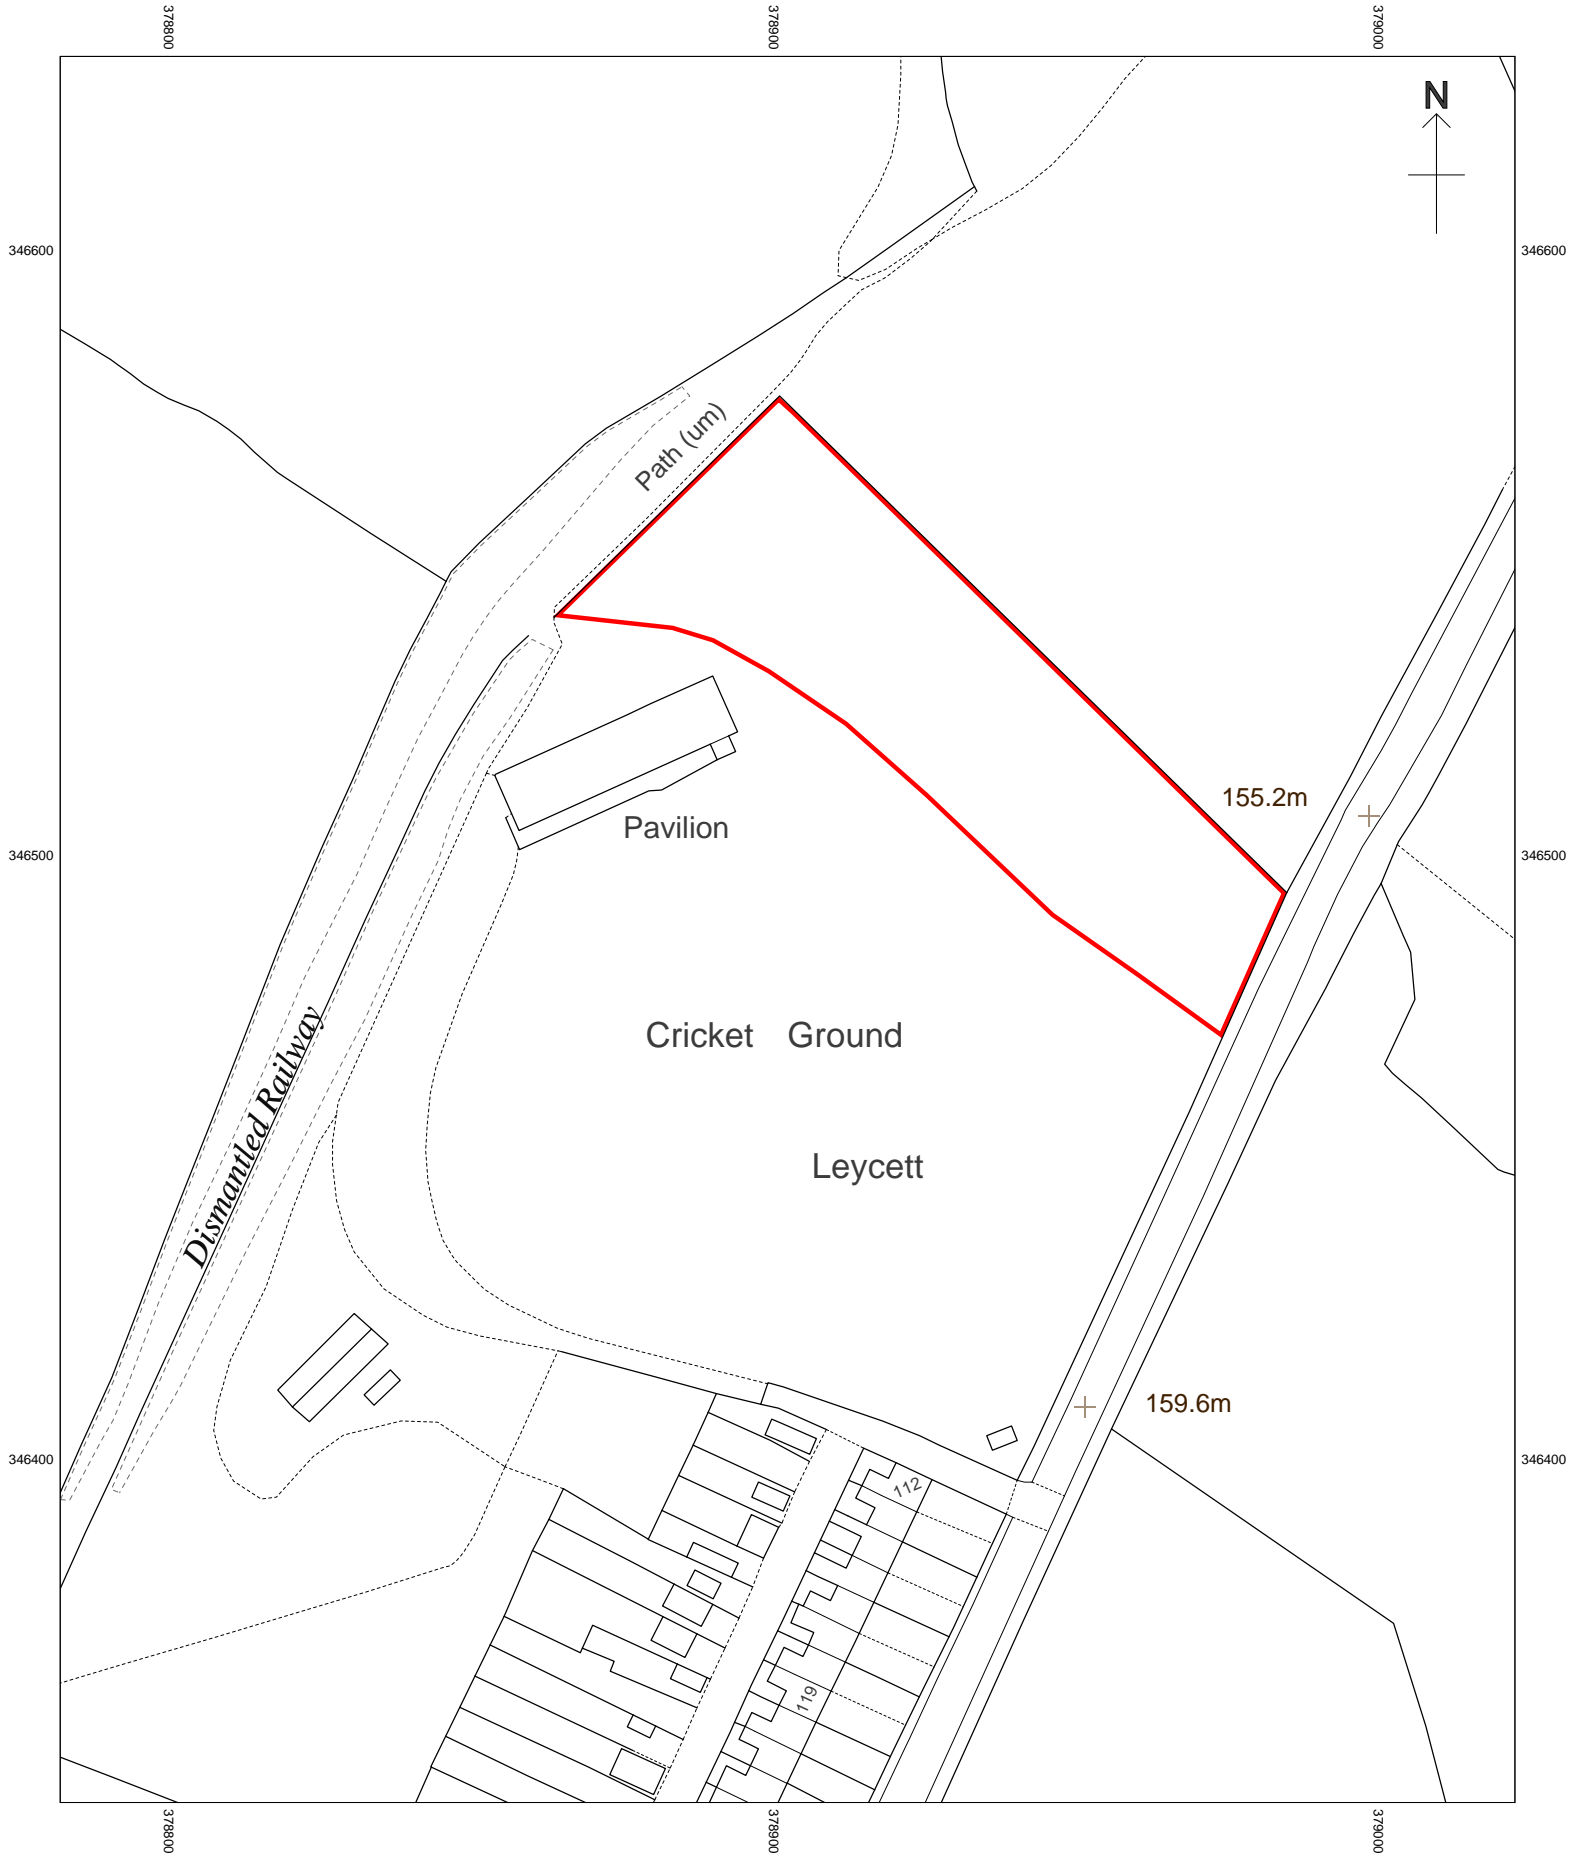 378800
378900
379000
N
346600
346600
Path (um)
155.2m
Pavilion
346500
346500
Cricket Ground
Dismantled Railway
Leycett
159.6m
346400
346400
112
119
378800
378900
379000